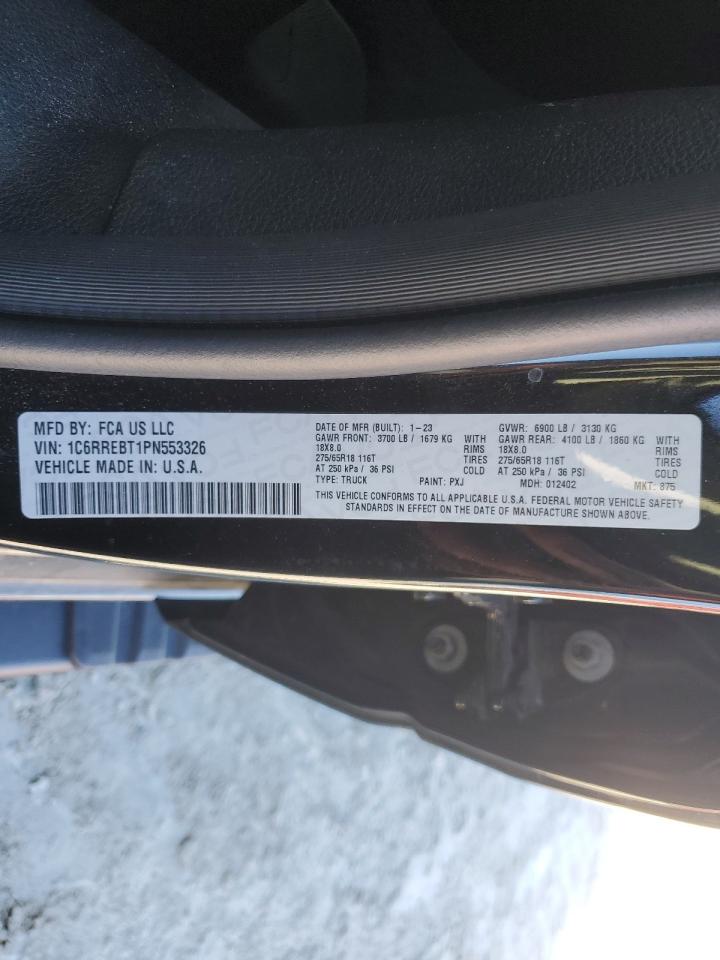 MFD BY: FCA US LLC
VIN: 1C6RREBT1PN553326
VEHICLE MADE IN: U.S.A.
DATE OF MFR (BUILT): 1-23 GVWR: 6900 LB / 3130 KG
GAWR FRONT: 3700 LB / 1679 KG WITH GAWR REAR: 4100 LB / 1860 KG WITH
18X8.0 RIMS 18X8.0 RIMS
275/65R18 116T TIRES 275/65R18 116T TIRES
AT 250 kPa / 36 PSI COLD AT 250 kPa / 36 PSI COLD
TYPE: TRUCK PAINT: PXJ MDH: 012402 MKT: 875
THIS VEHICLE CONFORMS TO ALL APPLICABLE U.S.A. FEDERAL MOTOR VEHICLE SAFETY
STANDARDS IN EFFECT ON THE DATE OF MANUFACTURE SHOWN ABOVE.